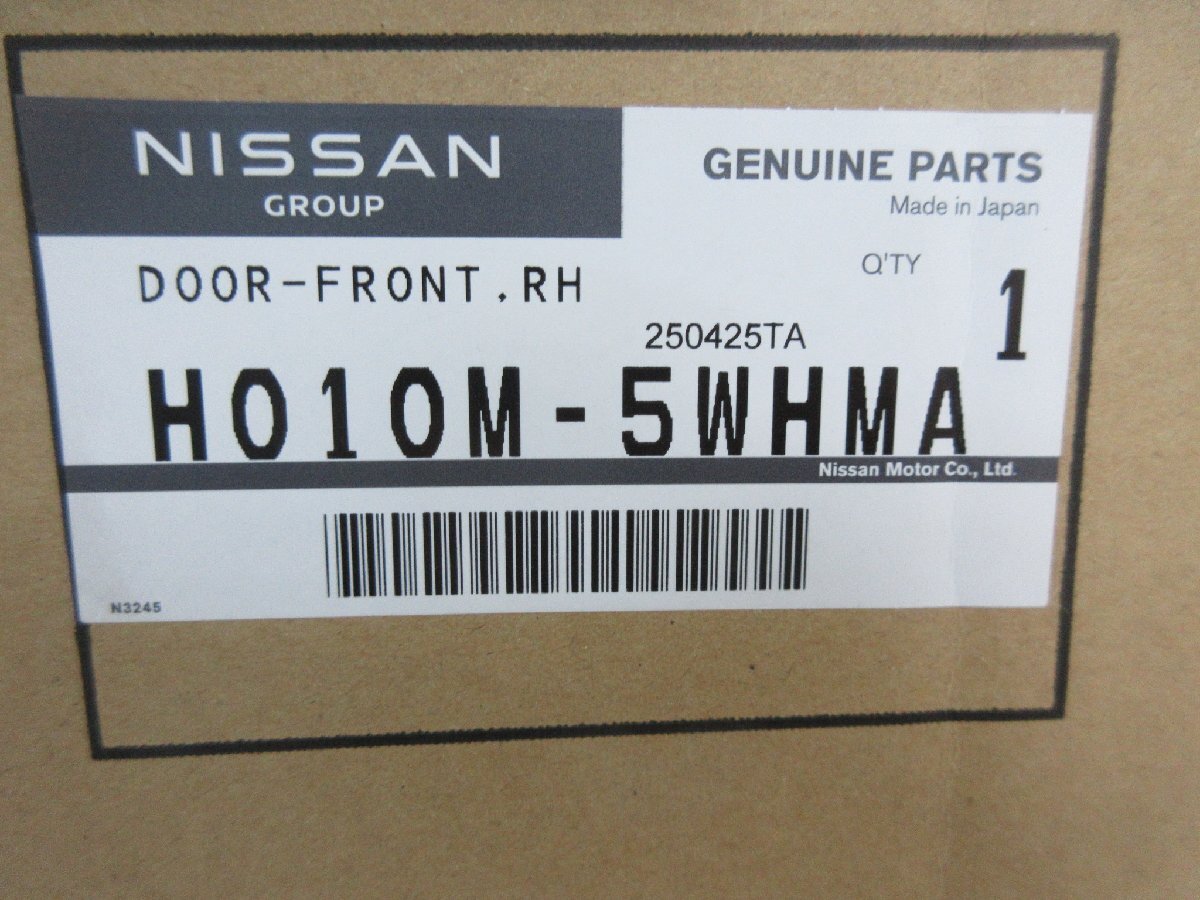 NISSAN
GROUP
GENUINE PARTS
Made in Japan
DOOR-FRONT.RH
Q'TY 1
250425TA
H010M-5WHMA
Nissan Motor Co., Ltd.
N3245